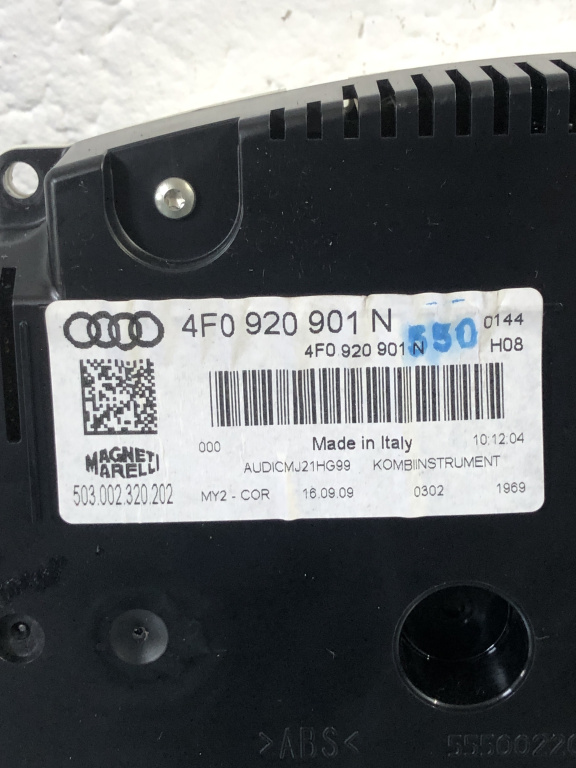 4F0 920 901 N 0144
4F0 920 901 N 550 H08
000 Made in Italy 10:12:04
MAGNETI
MARELLI
AUDICMJ21HG99 KOMBIINSTRUMENT
503.002.320.202 MY2 - COR 16.09.09 0302 1969
>ABS< 5550022